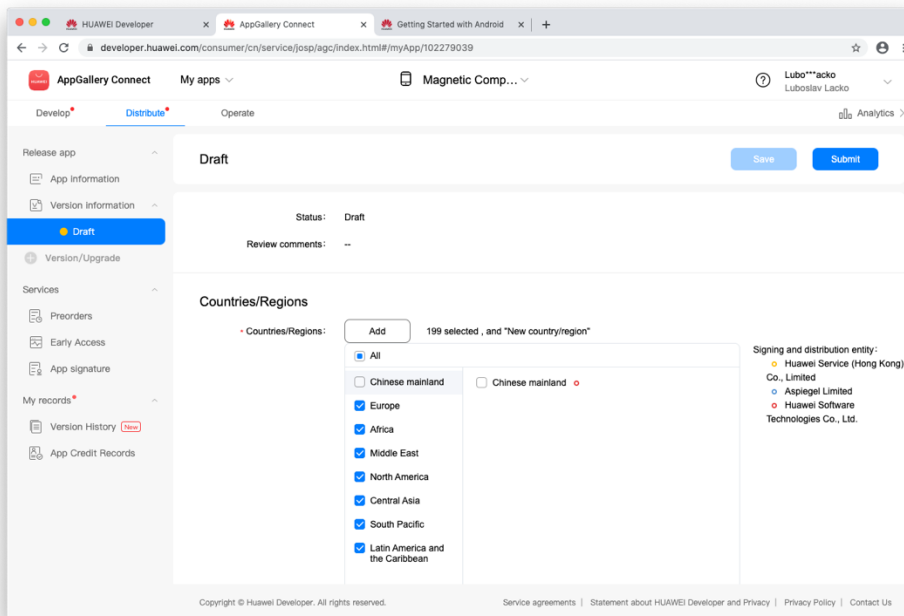 HUAWEI Developer
AppGallery Connect
Getting Started with Android
developer.huawei.com/consumer/cn/service/josp/agc/index.html#/myApp/102279039
HUAWEI
AppGallery Connect
My apps
Magnetic Comp...
Lubo***acko
Luboslav Lacko
Develop
Distribute
Operate
Analytics
Release app
App Information
Version Information
Draft
Version/Upgrade
Services
Preorders
Early Access
App signature
My records
Version History New
App Credit Records
Draft
Save
Submit
Status: Draft
Review comments: --
Countries/Regions
* Countries/Regions: Add 199 selected , and "New country/region"
All
Chinese mainland
Europe
Africa
Middle East
North America
Central Asia
South Pacific
Latin America and
the Caribbean
Chinese mainland
Signing and distribution entity:
Huawei Service (Hong Kong)
Co., Limited
Aspiegel Limited
Huawei Software
Technologies Co., Ltd.
Copyright © Huawei Developer. All rights reserved.
Service agreements | Statement about HUAWEI Developer and Privacy | Privacy Policy | Contact Us